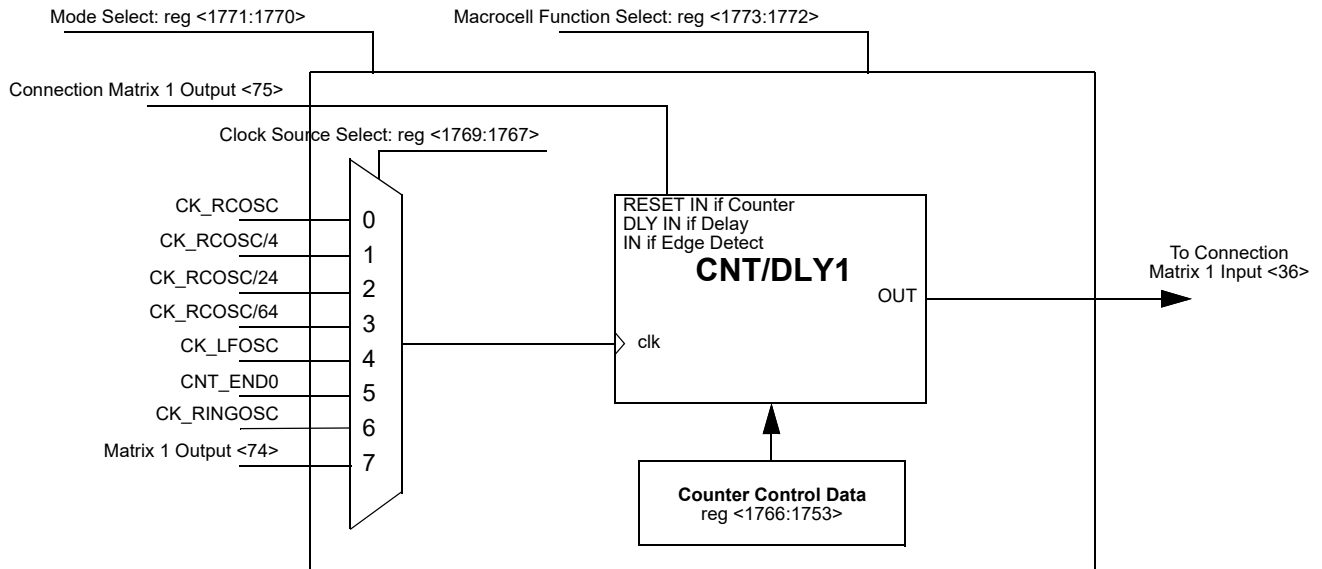 Mode Select: reg <1771:1770>
Macrocell Function Select: reg <1773:1772>
Connection Matrix 1 Output <75>
Clock Source Select: reg <1769:1767>
CK_RCOSC
0
CK_RCOSC/4
1
CK_RCOSC/24
2
CK_RCOSC/64
3
CK_LFOSC
4
CNT_END0
5
CK_RINGOSC
6
Matrix 1 Output <74>
7
RESET IN if Counter
DLY IN if Delay
IN if Edge Detect
CNT/DLY1
OUT
clk
To Connection
Matrix 1 Input <36>
Counter Control Data
reg <1766:1753>